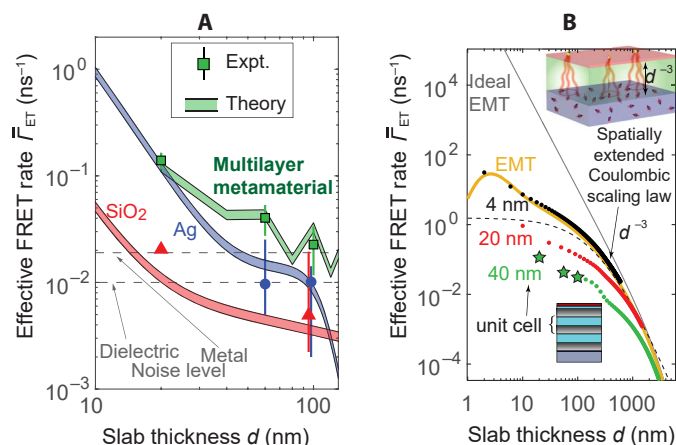 A
Effective FRET rate Γ̄ET (ns⁻¹)
10⁰
10⁻¹
10⁻²
10⁻³
Expt.
Theory
Multilayer
metamaterial
SiO₂
Ag
Dielectric
Metal
Noise level
10
100
Slab thickness d (nm)
B
Effective FRET rate Γ̄ET (ns⁻¹)
10⁴
10²
10⁰
10⁻²
10⁻⁴
Ideal
EMT
d⁻³
Spatially
extended
Coulombic
scaling law
EMT
4 nm
d⁻³
20 nm
40 nm
unit cell
1
10
100
1000
Slab thickness d (nm)